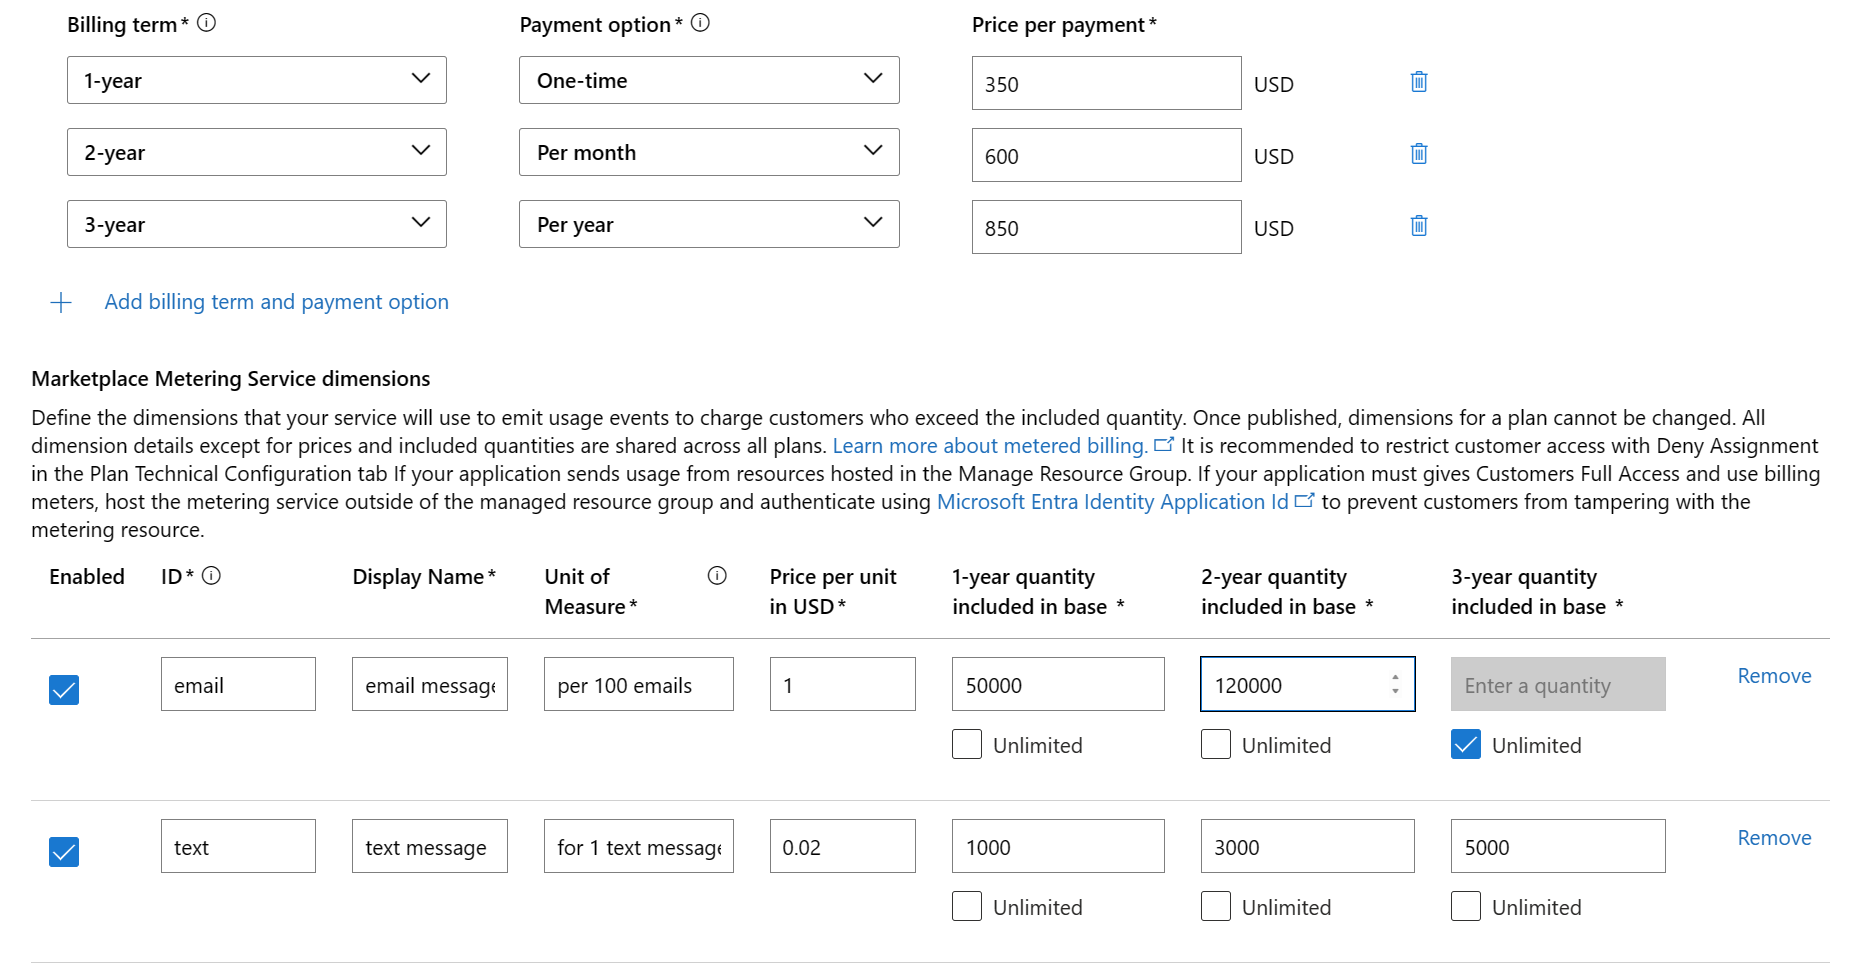 Billing term* Payment option* Price per payment*
1-year One-time 350 USD
2-year Per month 600 USD
3-year Per year 850 USD
Add billing term and payment option
Marketplace Metering Service dimensions
Define the dimensions that your service will use to emit usage events to charge customers who exceed the included quantity. Once published, dimensions for a plan cannot be changed. All
dimension details except for prices and included quantities are shared across all plans. Learn more about metered billing. It is recommended to restrict customer access with Deny Assignment
in the Plan Technical Configuration tab If your application sends usage from resources hosted in the Manage Resource Group. If your application must gives Customers Full Access and use billing
meters, host the metering service outside of the managed resource group and authenticate using Microsoft Entra Identity Application Id to prevent customers from tampering with the
metering resource.
Enabled ID* Display Name* Unit of Price per unit 1-year quantity 2-year quantity 3-year quantity
Measure* in USD* included in base * included in base * included in base *
email email message per 100 emails 1 50000 120000 Enter a quantity Remove
Unlimited Unlimited Unlimited
text text message for 1 text message 0.02 1000 3000 5000 Remove
Unlimited Unlimited Unlimited